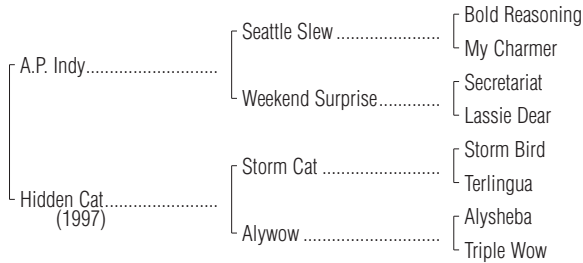 Bold Reasoning
Seattle Slew
My Charmer
A.P. Indy
Secretariat
Weekend Surprise
Lassie Dear
Storm Bird
Storm Cat
Terlingua
Hidden Cat
(1997)
Alysheba
Alywow
Triple Wow